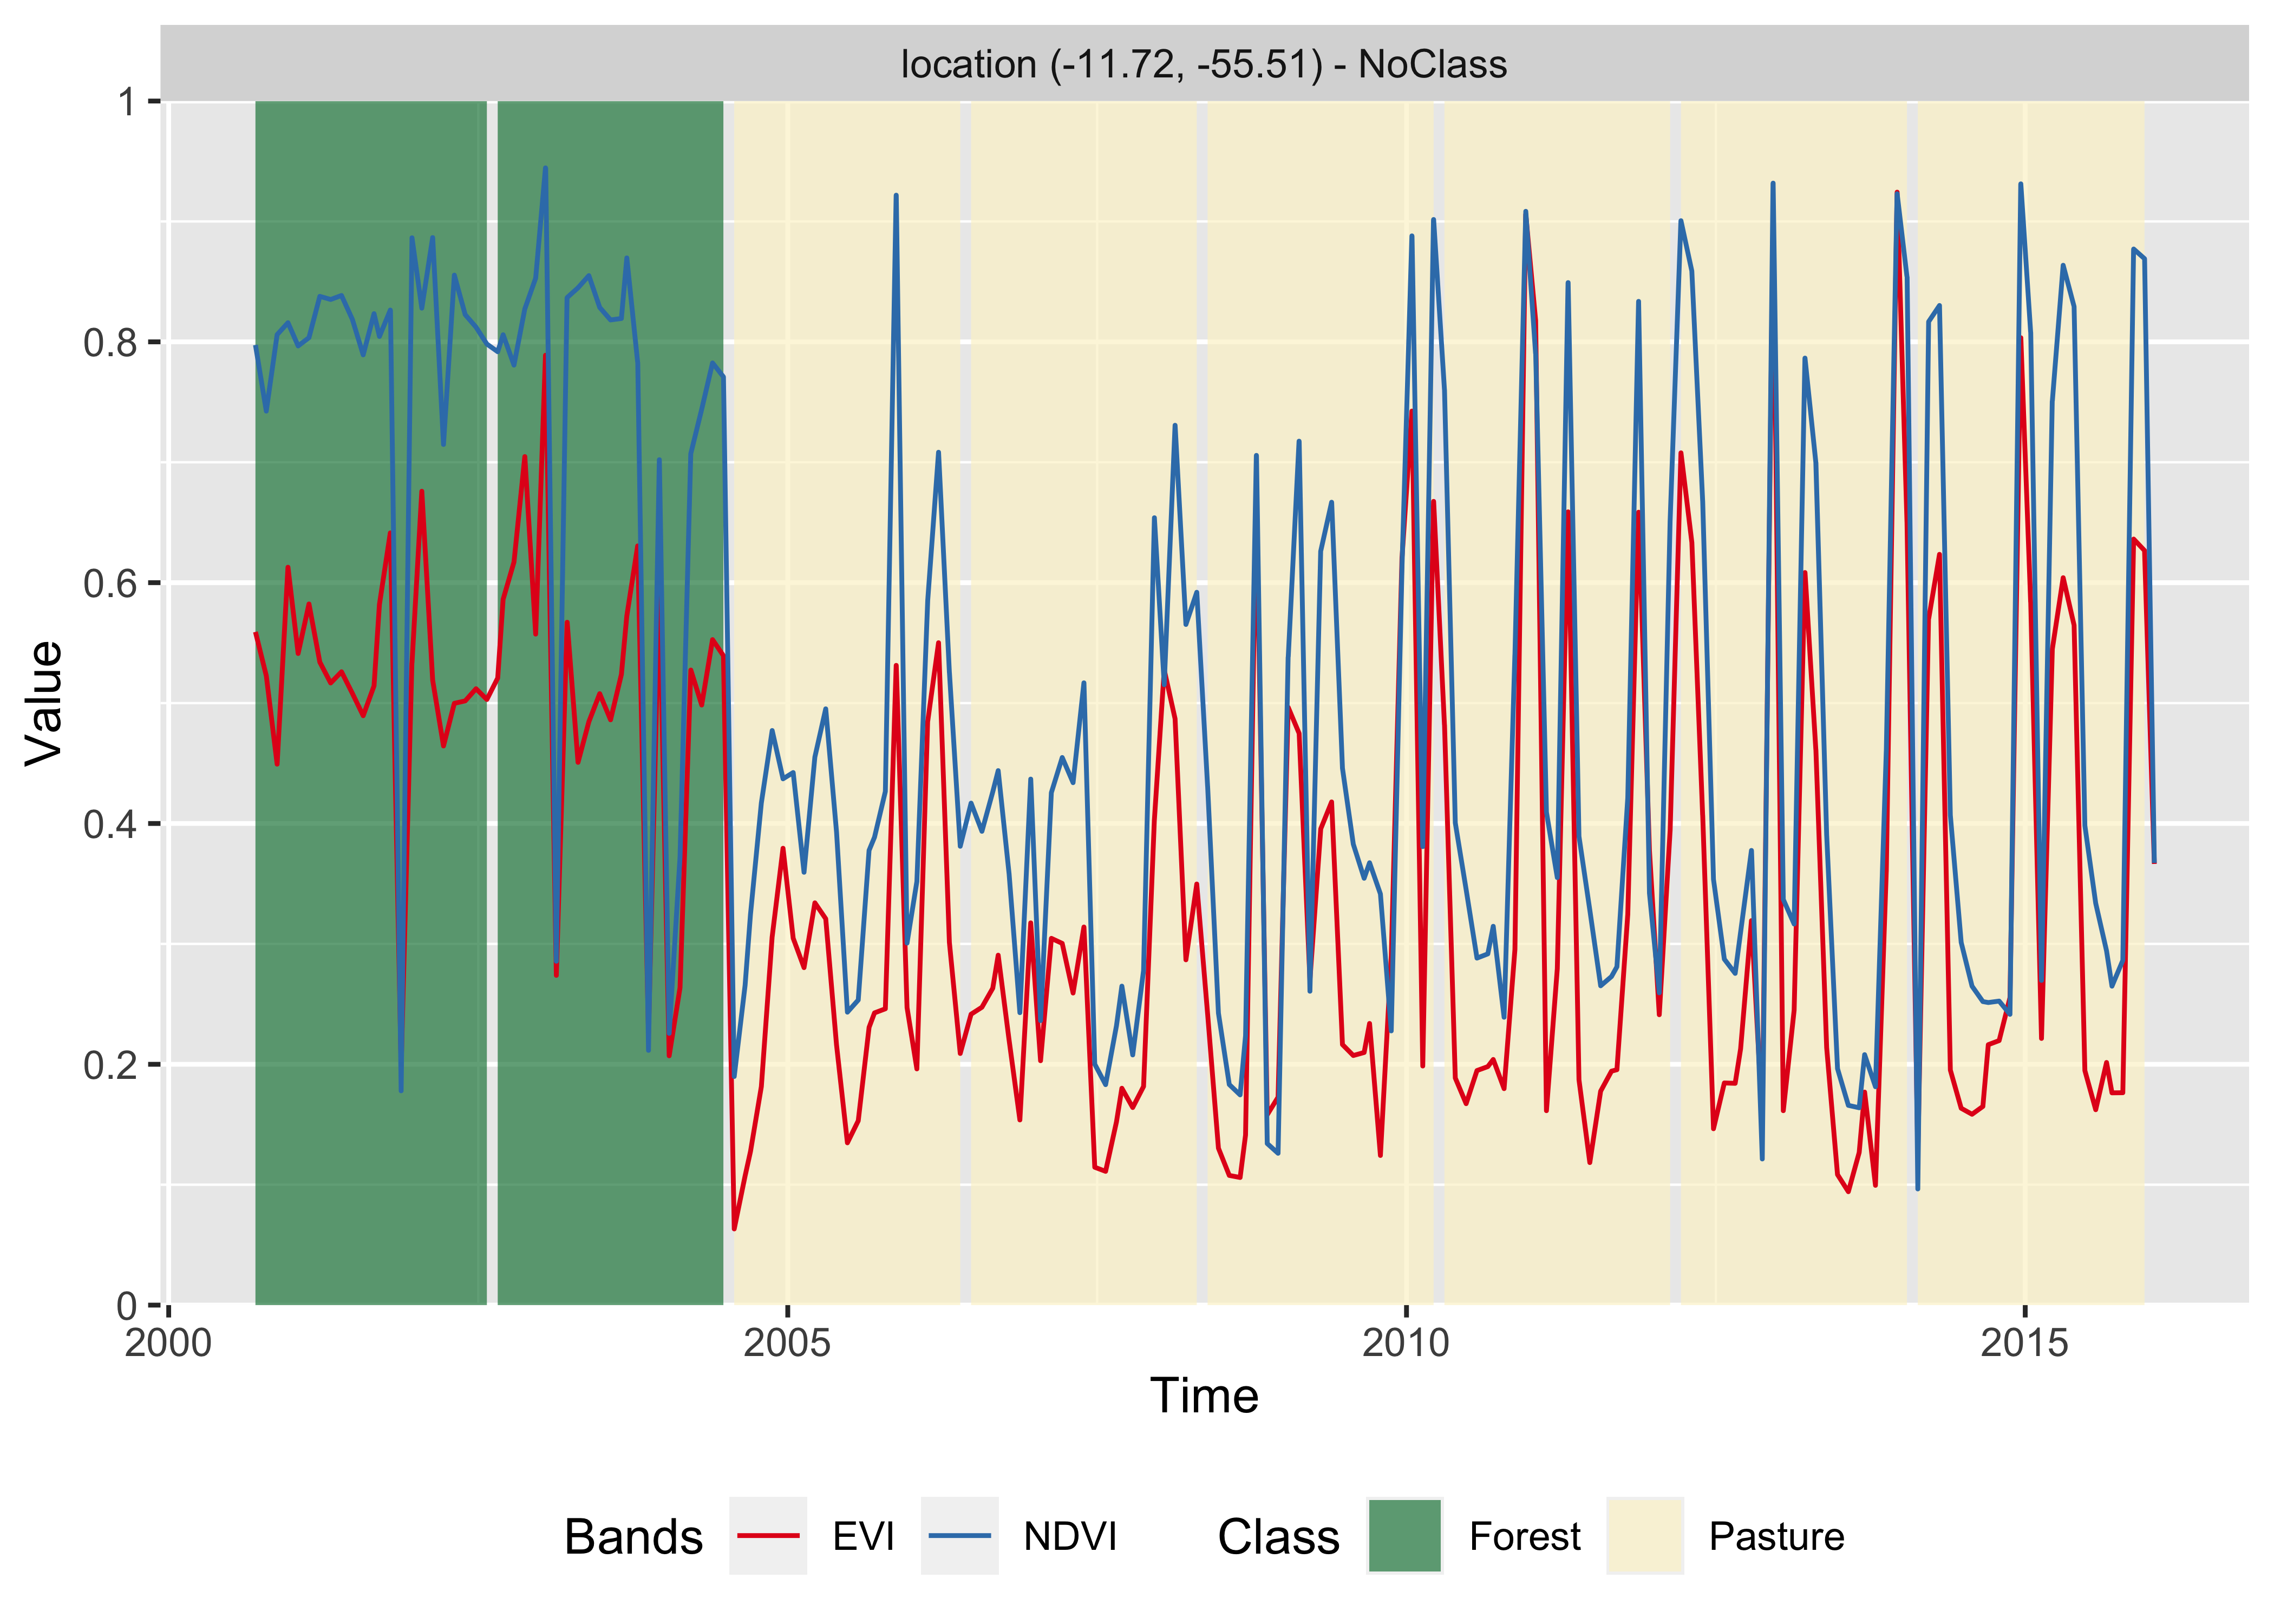 location (-11.72, -55.51) - NoClass
1
0.8
0.6
0.4
0.2
0
Value
2000 2005 2010 2015
Time
Bands EVI NDVI Class Forest Pasture